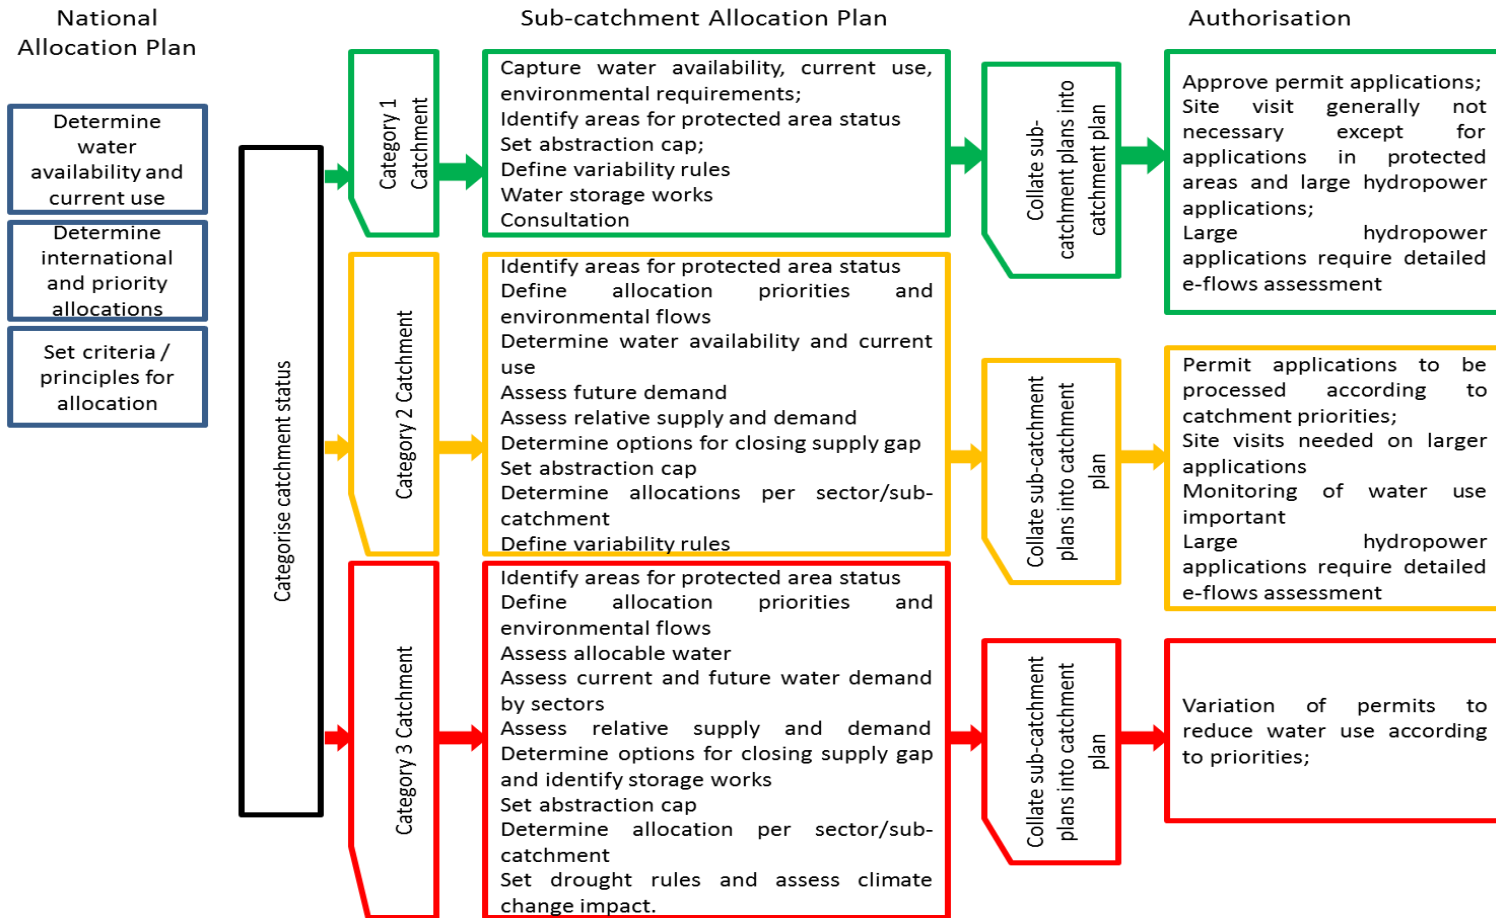 National
Allocation Plan
Sub-catchment Allocation Plan
Authorisation
Determine
water
availability and
current use
Determine
international
and priority
allocations
Set criteria /
principles for
allocation
Categorise catchment status
Category 1
Catchment
Capture water availability, current use,
environmental requirements;
Identify areas for protected area status
Set abstraction cap;
Define variability rules
Water storage works
Consultation
Collate sub-
catchment plans into
catchment plan
Approve permit applications;
Site visit generally not
necessary except for
applications in protected
areas and large hydropower
applications;
Large hydropower
applications require detailed
e-flows assessment
Category 2 Catchment
Identify areas for protected area status
Define allocation priorities and
environmental flows
Determine water availability and current
use
Assess future demand
Assess relative supply and demand
Determine options for closing supply gap
Set abstraction cap
Determine allocations per sector/sub-
catchment
Define variability rules
Collate sub-catchment
plans into catchment
plan
Permit applications to be
processed according to
catchment priorities;
Site visits needed on larger
applications
Monitoring of water use
important
Large hydropower
applications require detailed
e-flows assessment
Category 3 Catchment
Identify areas for protected area status
Define allocation priorities and
environmental flows
Assess allocable water
Assess current and future water demand
by sectors
Assess relative supply and demand
Determine options for closing supply gap
and identify storage works
Set abstraction cap
Determine allocation per sector/sub-
catchment
Set drought rules and assess climate
change impact.
Collate sub-catchment
plans into catchment
plan
Variation of permits to
reduce water use according
to priorities;